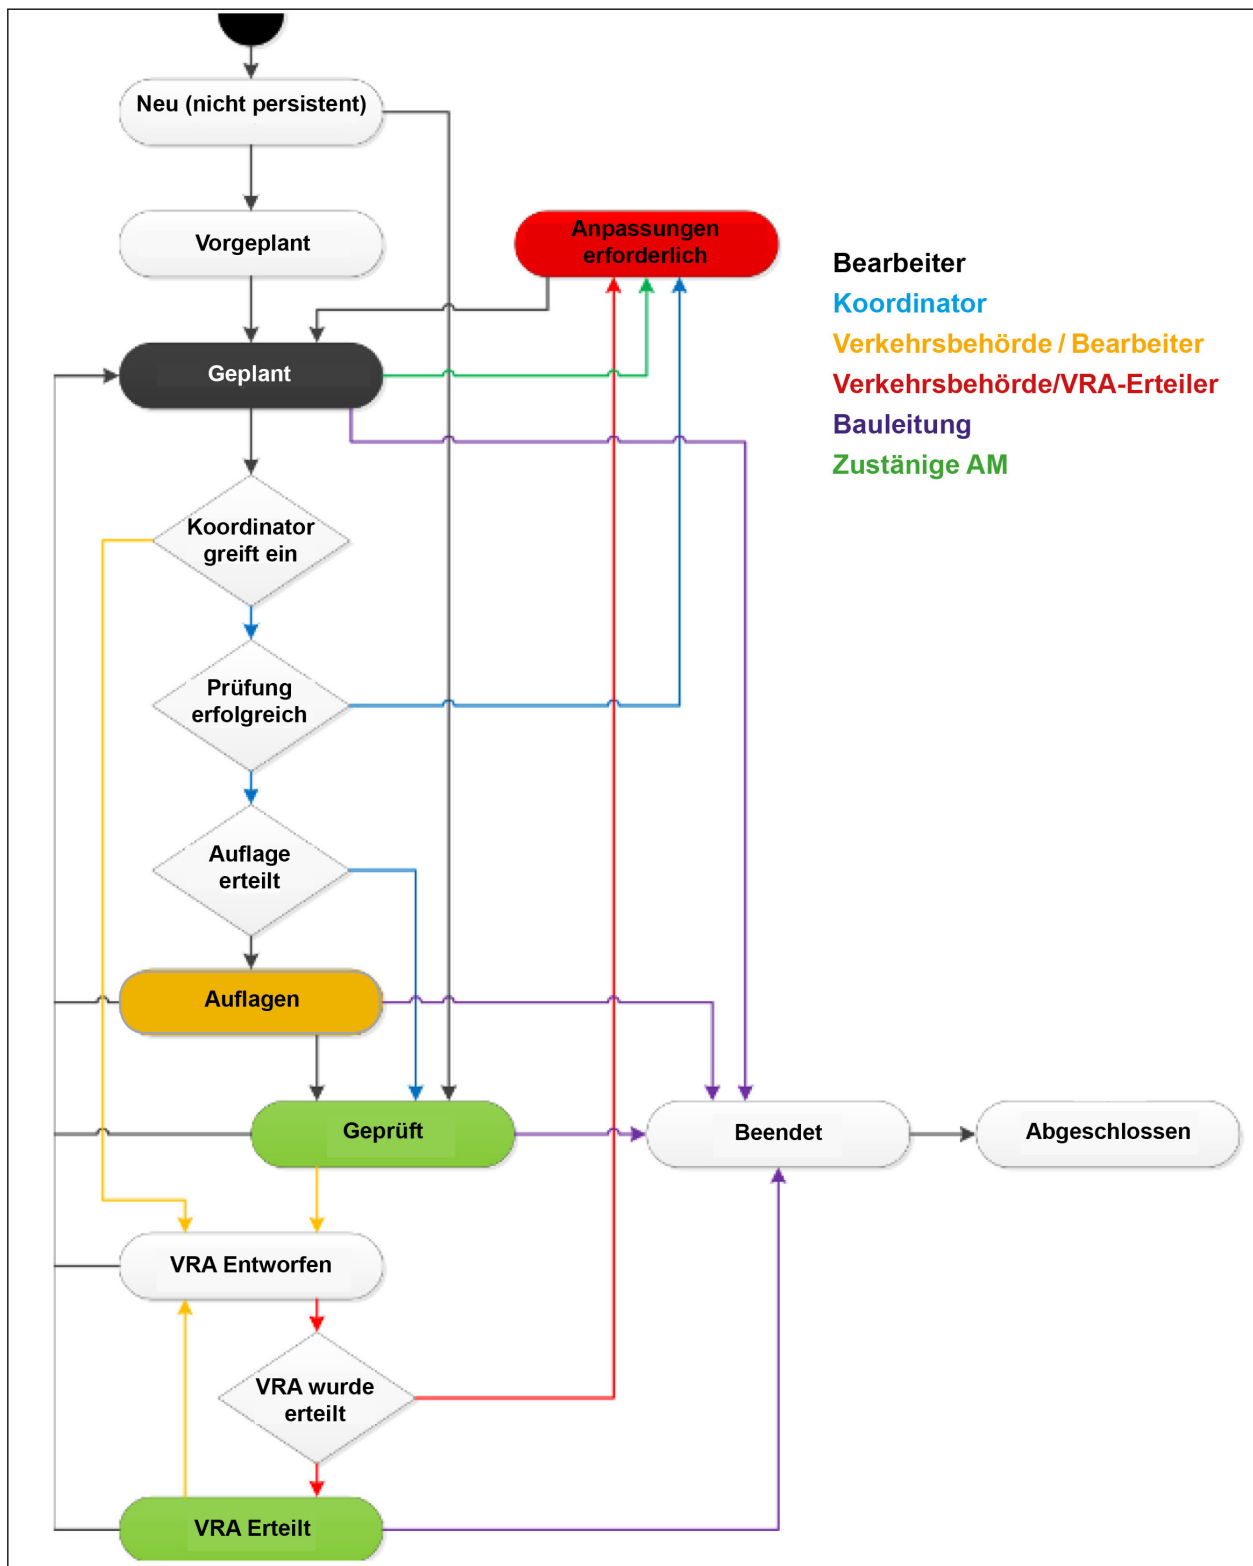 Neu (nicht persistent)
Vorgeplant
Anpassungen
erforderlich
Bearbeiter
Koordinator
Verkehrsbehörde / Bearbeiter
Verkehrsbehörde/VRA-Erteiler
Bauleitung
Zustänige AM
Geplant
Koordinator
greift ein
Prüfung
erfolgreich
Auflage
erteilt
Auflagen
Geprüft
Beendet
Abgeschlossen
VRA Entworfen
VRA wurde
erteilt
VRA Erteilt